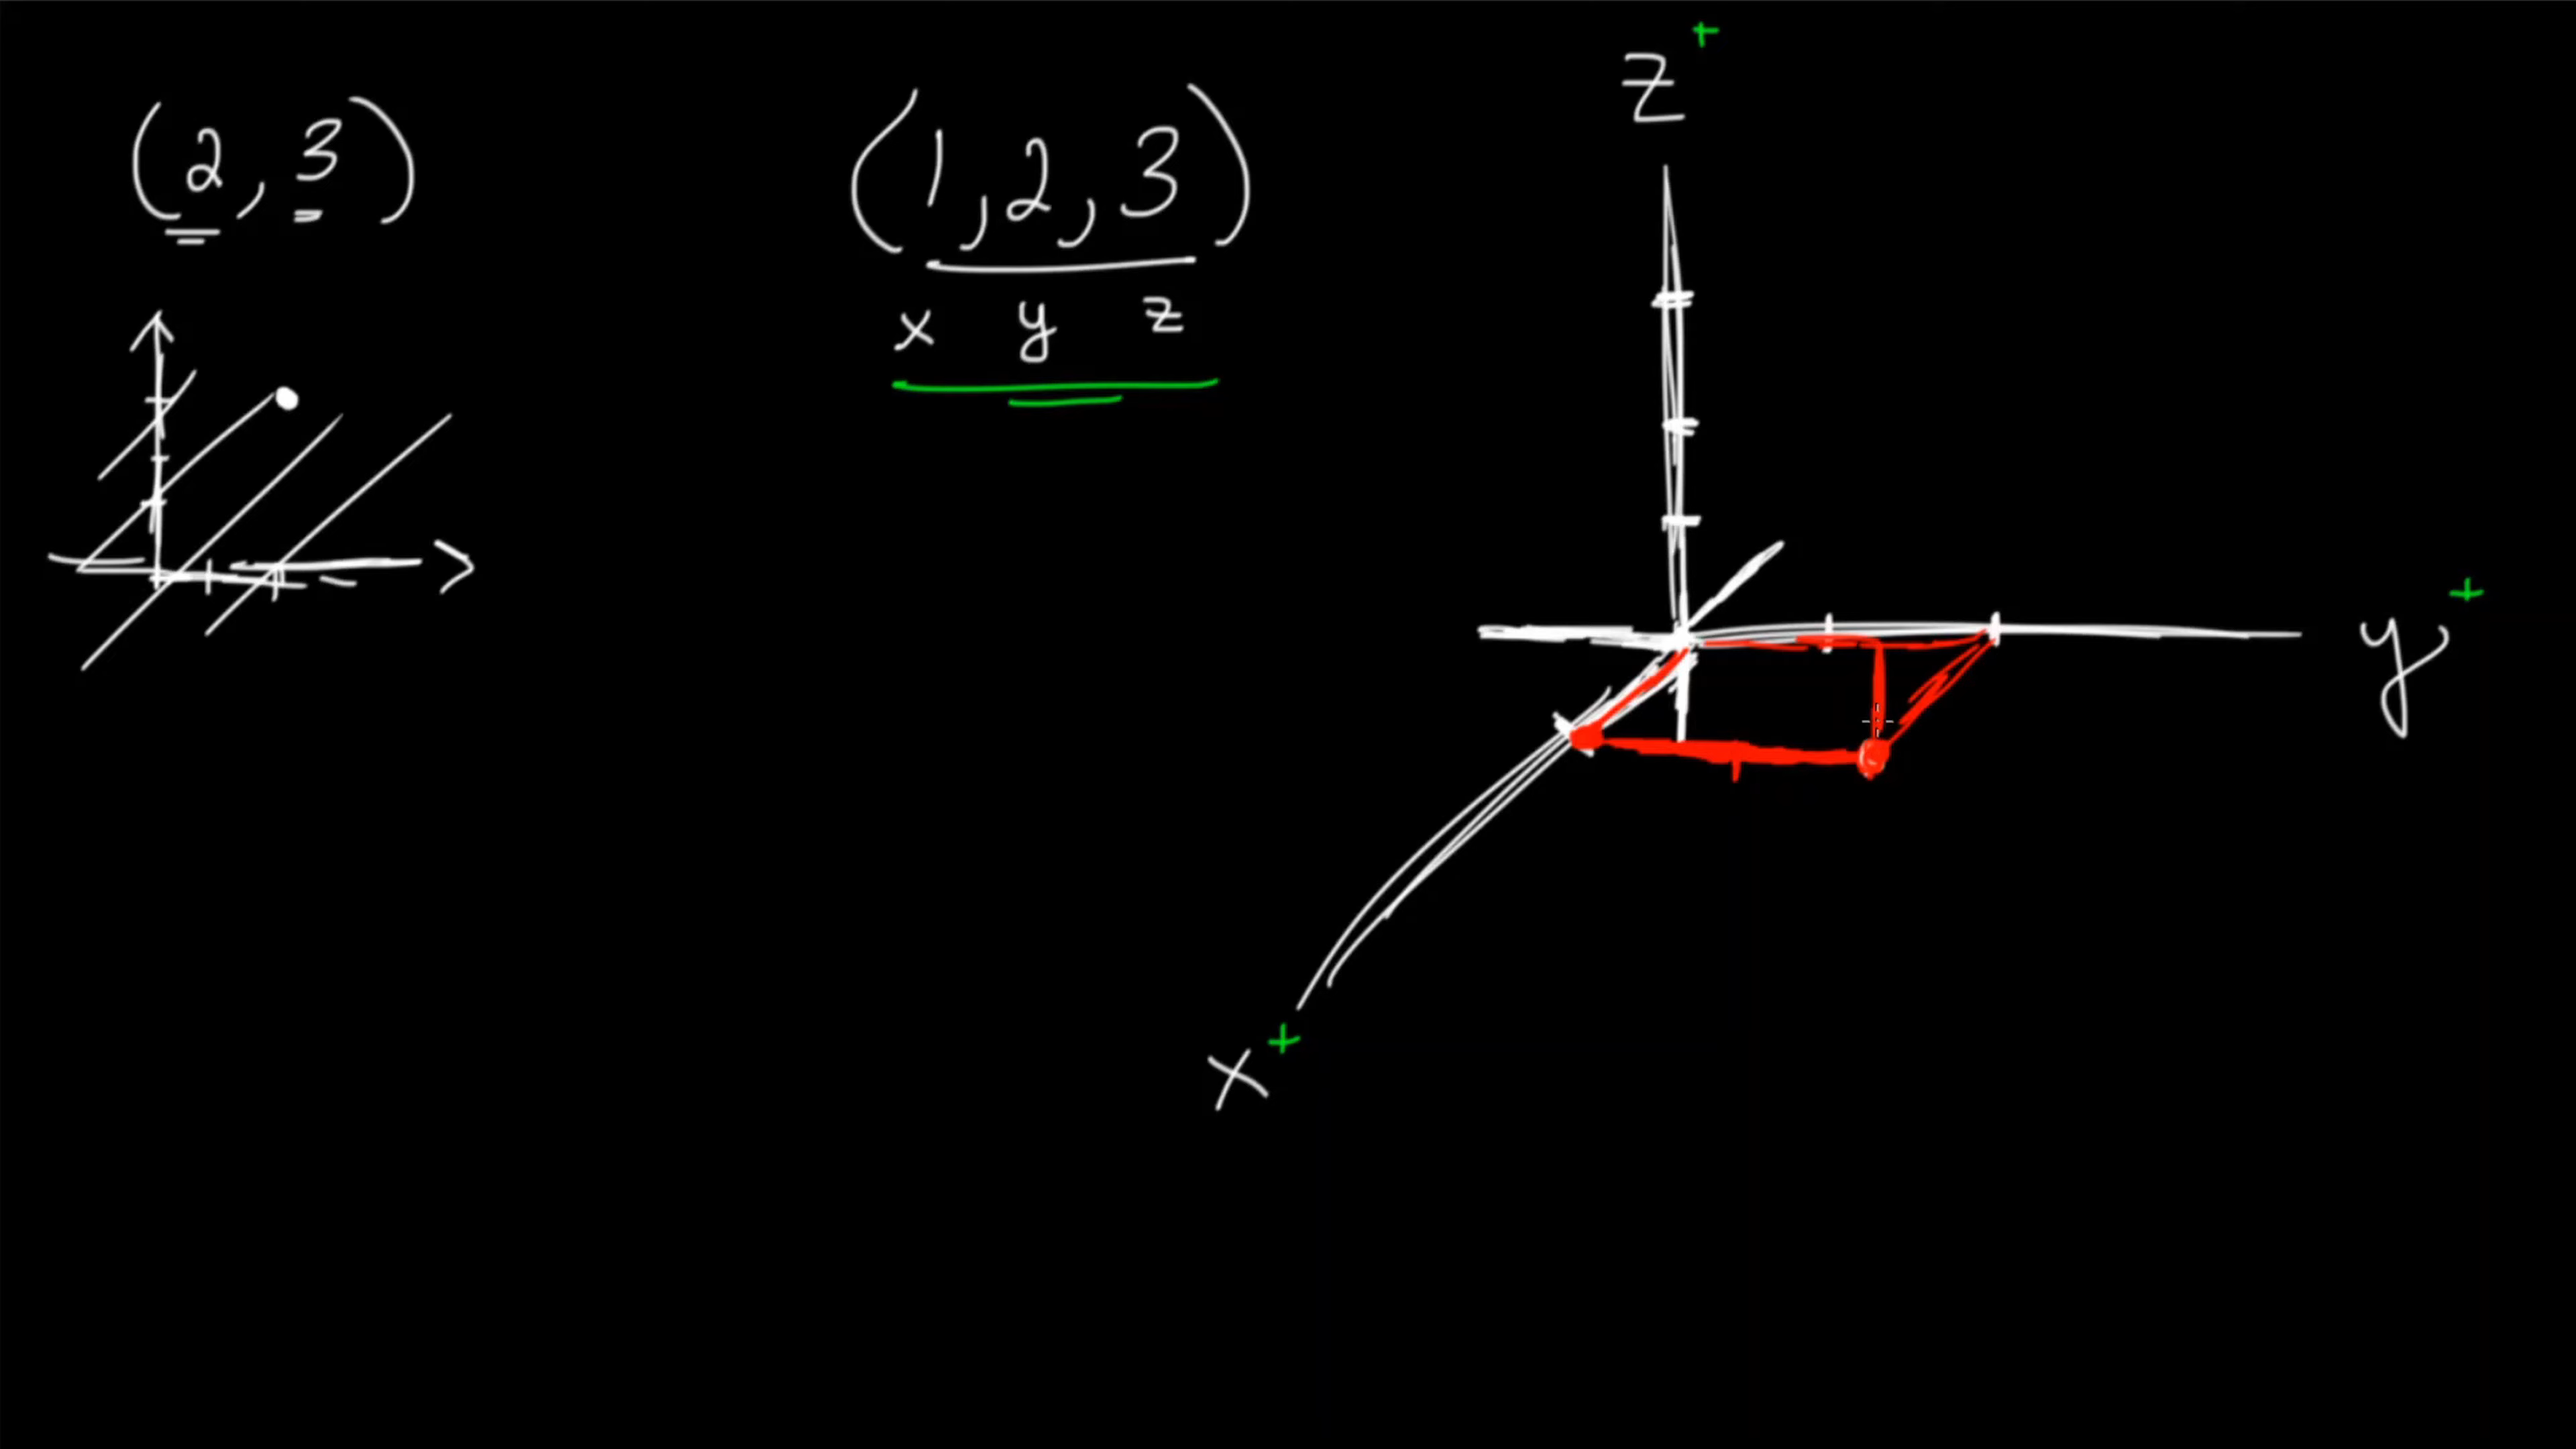 (2, 3)
(1, 2, 3)
x y z
z +
y +
x +